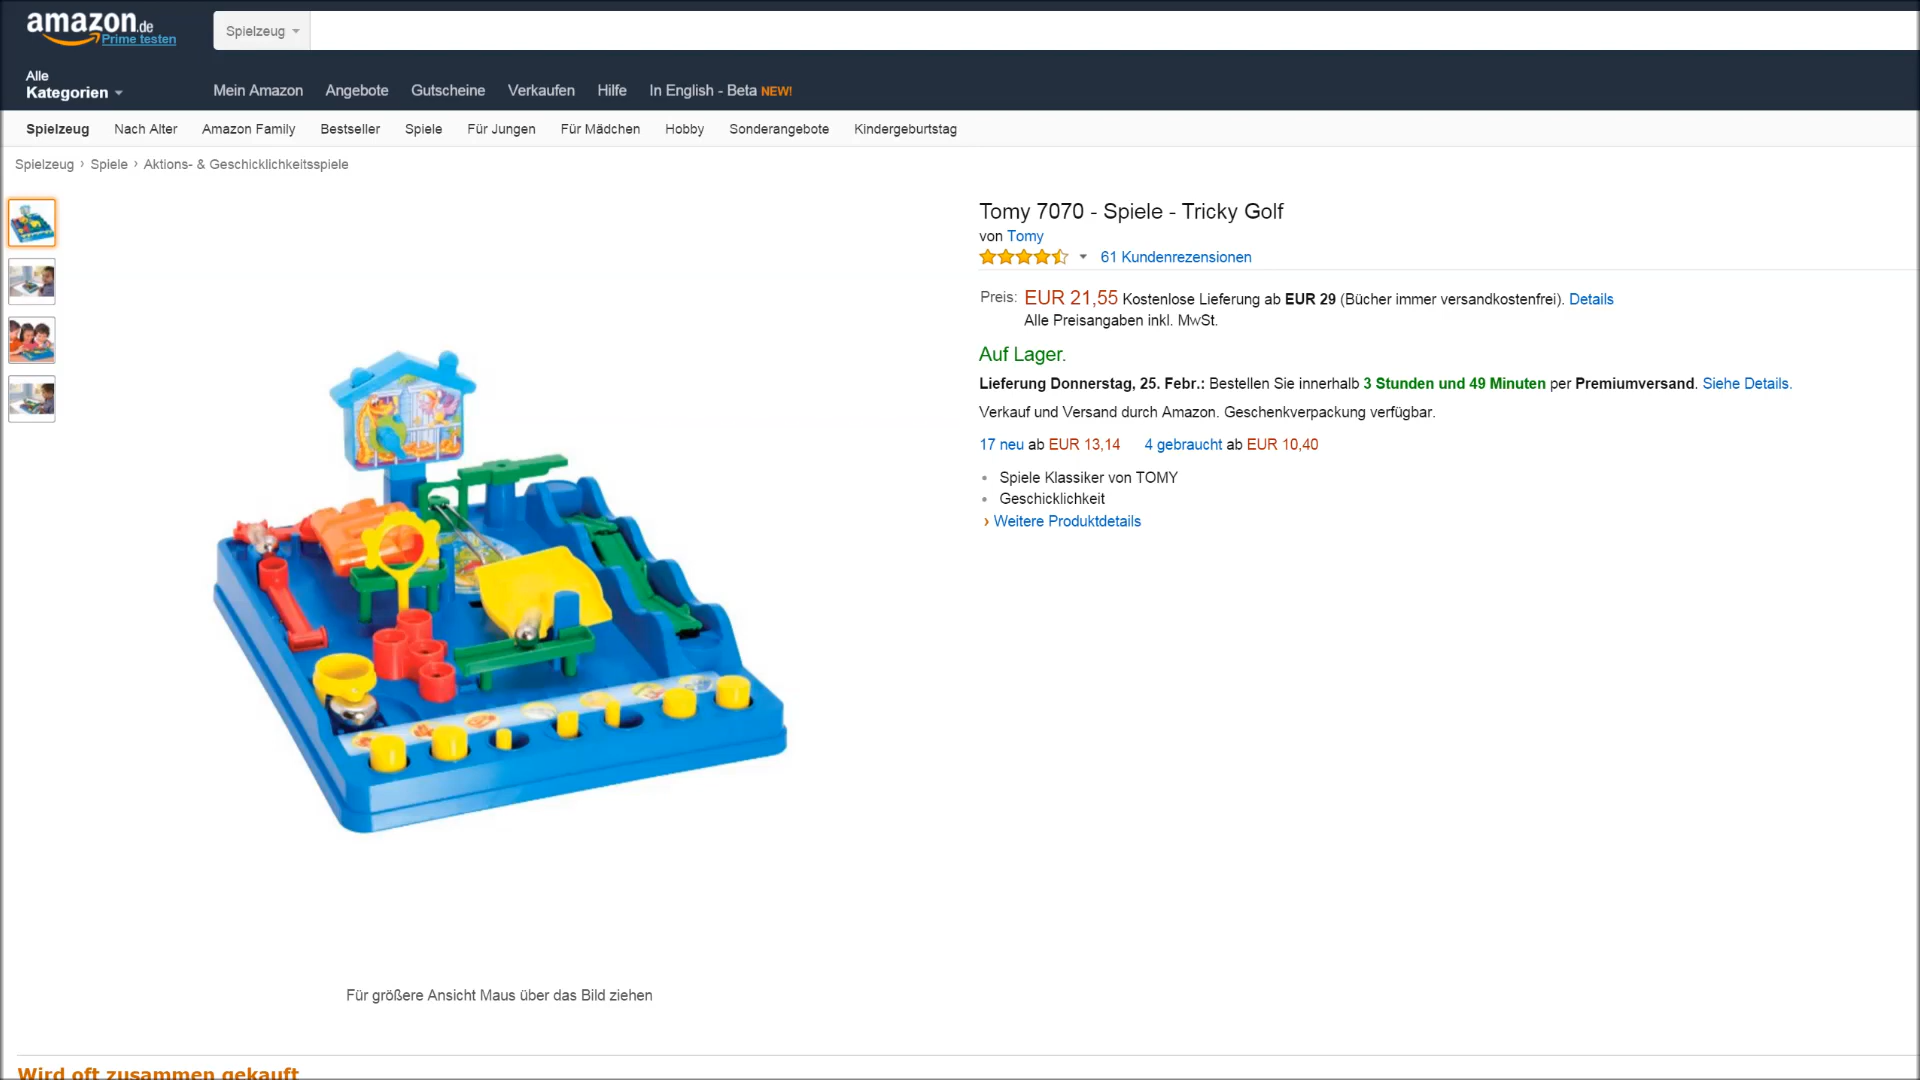 amazon.de
Prime testen
Spielzeug
Alle
Kategorien
Mein Amazon Angebote Gutscheine Verkaufen Hilfe In English - Beta NEW!
Spielzeug Nach Alter Amazon Family Bestseller Spiele Für Jungen Für Mädchen Hobby Sonderangebote Kindergeburtstag
Spielzeug › Spiele › Aktions- & Geschicklichkeitsspiele
Tomy 7070 - Spiele - Tricky Golf
von Tomy
61 Kundenrezensionen
Preis: EUR 21,55 Kostenlose Lieferung ab EUR 29 (Bücher immer versandkostenfrei). Details
Alle Preisangaben inkl. MwSt.
Auf Lager.
Lieferung Donnerstag, 25. Febr.: Bestellen Sie innerhalb 3 Stunden und 49 Minuten per Premiumversand. Siehe Details.
Verkauf und Versand durch Amazon. Geschenkverpackung verfügbar.
17 neu ab EUR 13,14 4 gebraucht ab EUR 10,40
Spiele Klassiker von TOMY
Geschicklichkeit
› Weitere Produktdetails
Für größere Ansicht Maus über das Bild ziehen
Wird oft zusammen gekauft